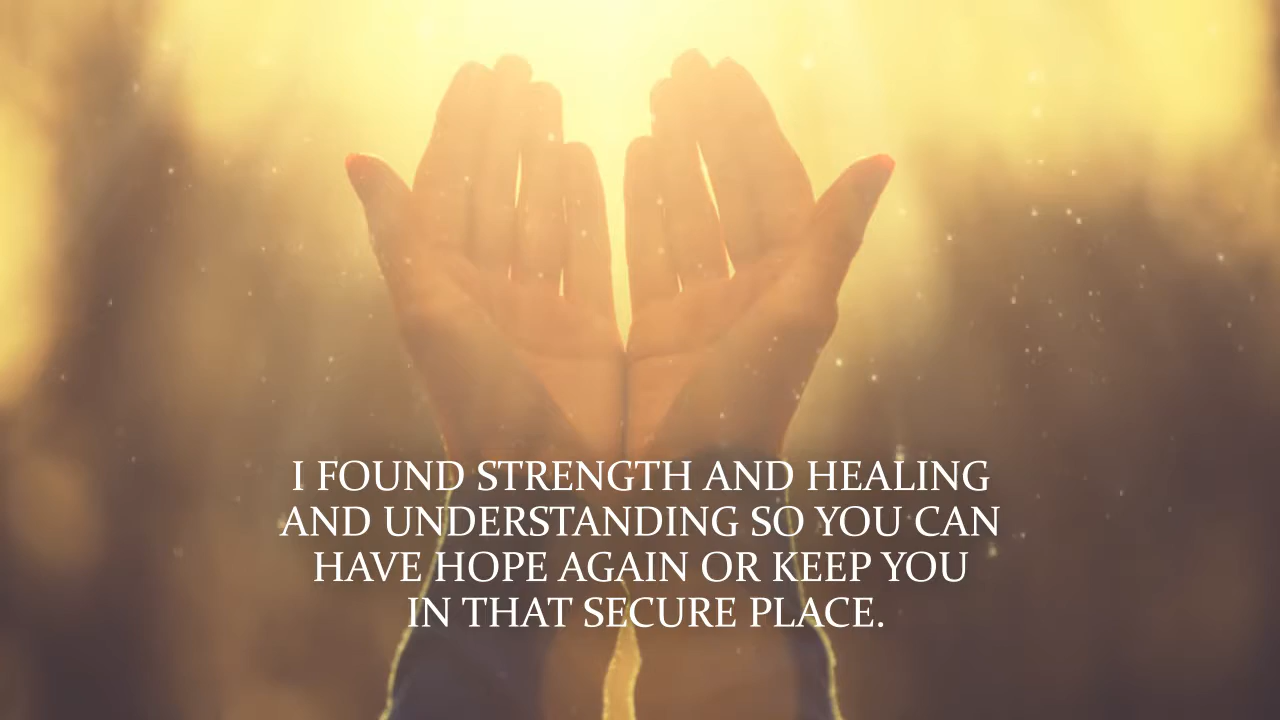 I FOUND STRENGTH AND HEALING
AND UNDERSTANDING SO YOU CAN
HAVE HOPE AGAIN OR KEEP YOU
IN THAT SECURE PLACE.